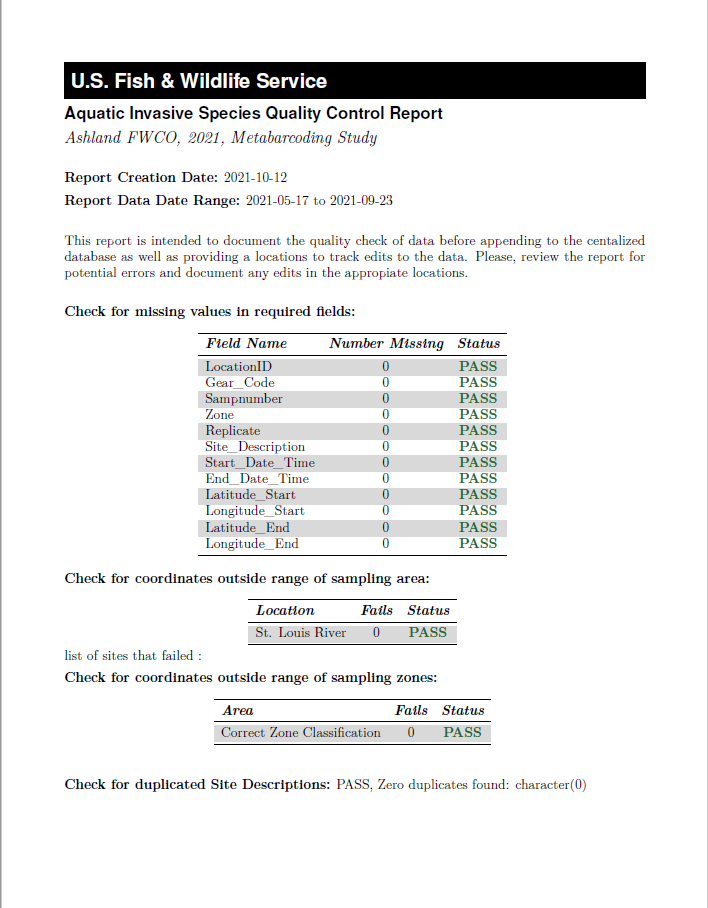 U.S. Fish & Wildlife Service
Aquatic Invasive Species Quality Control Report
Ashland FWCO, 2021, Metabarcoding Study
Report Creation Date: 2021-10-12
Report Data Date Range: 2021-05-17 to 2021-09-23
This report is intended to document the quality check of data before appending to the centalized
database as well as providing a locations to track edits to the data. Please, review the report for
potential errors and document any edits in the appropiate locations.
Check for missing values in required fields:
Field Name Number Missing Status
LocationID 0 PASS
Gear_Code 0 PASS
Sampnumber 0 PASS
Zone 0 PASS
Replicate 0 PASS
Site_Description 0 PASS
Start_Date_Time 0 PASS
End_Date_Time 0 PASS
Latitude_Start 0 PASS
Longitude_Start 0 PASS
Latitude_End 0 PASS
Longitude_End 0 PASS
Check for coordinates outside range of sampling area:
Location Fails Status
St. Louis River 0 PASS
list of sites that failed :
Check for coordinates outside range of sampling zones:
Area Fails Status
Correct Zone Classification 0 PASS
Check for duplicated Site Descriptions: PASS, Zero duplicates found: character(0)